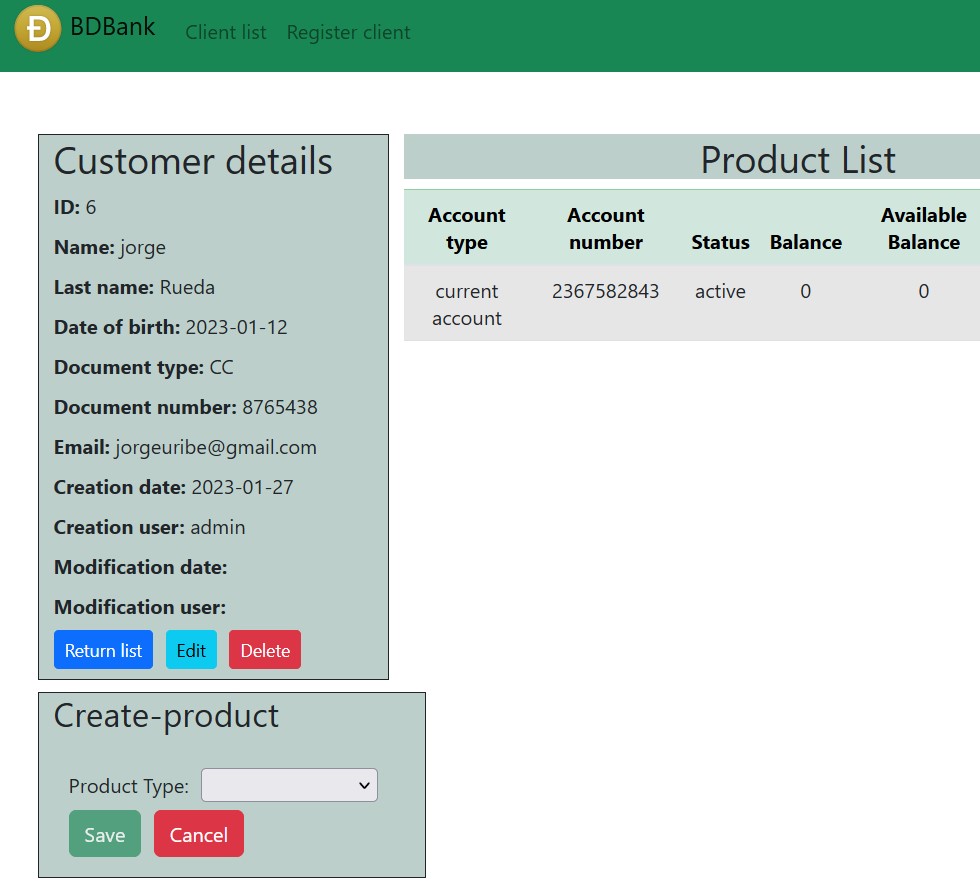 BDBank Client list Register client
Customer details
ID: 6
Name: jorge
Last name: Rueda
Date of birth: 2023-01-12
Document type: CC
Document number: 8765438
Email: jorgeuribe@gmail.com
Creation date: 2023-01-27
Creation user: admin
Modification date:
Modification user:
Return list Edit Delete
Product List
Account type Account number Status Balance Available Balance
current account 2367582843 active 0 0
Create-product
Product Type:
Save Cancel